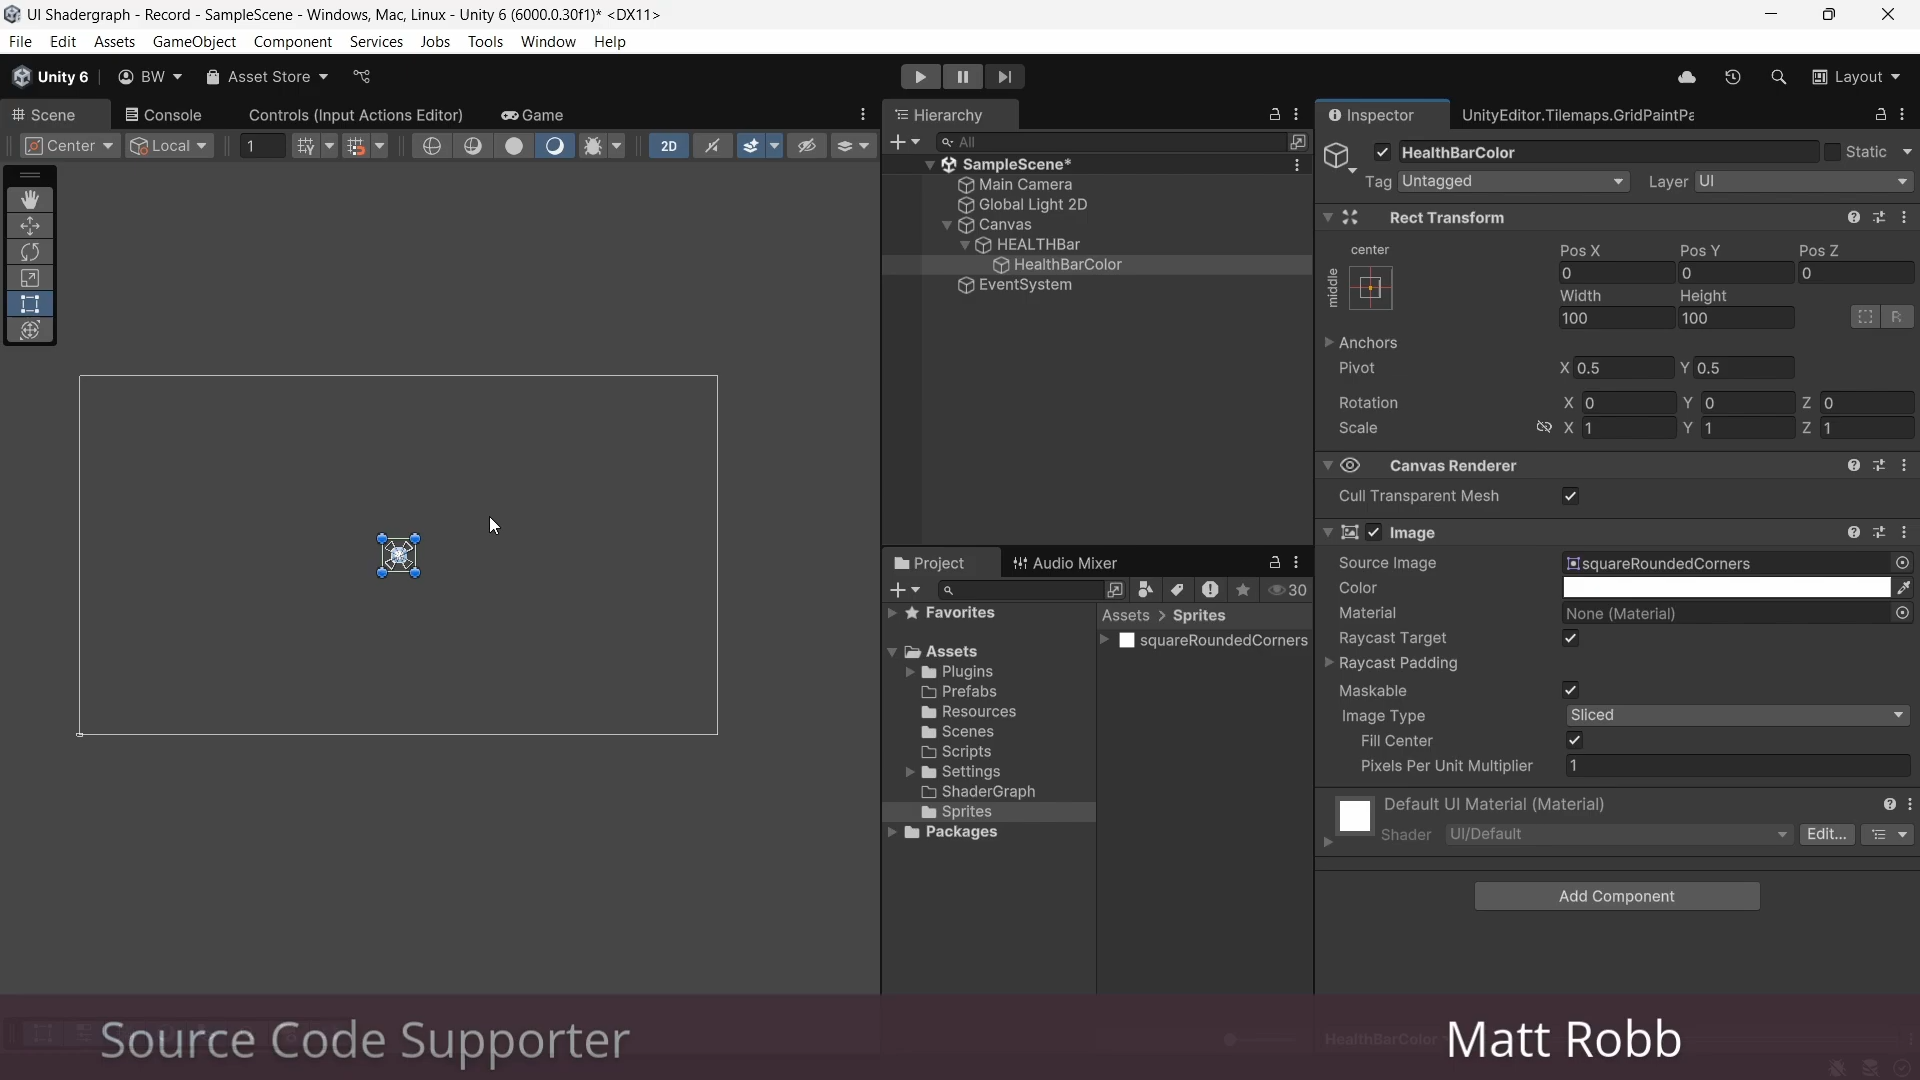 UI Shadergraph - Record - SampleScene - Windows, Mac, Linux - Unity 6 (6000.0.30f1)* <DX11>
File Edit Assets GameObject Component Services Jobs Tools Window Help
Unity 6 BW Asset Store Layout
Scene Console Controls (Input Actions Editor) Game
Center Local 1 2D
Hierarchy
All
SampleScene*
Main Camera
Global Light 2D
Canvas
HEALTHBar
HealthBarColor
EventSystem
Project Audio Mixer
30
Favorites
Assets
Plugins
Prefabs
Resources
Scenes
Scripts
Settings
ShaderGraph
Sprites
Packages
Assets > Sprites
squareRoundedCorners
Inspector UnityEditor.Tilemaps.GridPaintPa
HealthBarColor Static
Tag Untagged Layer UI
Rect Transform
center
middle
Pos X Pos Y Pos Z
0 0 0
Width Height
100 100 R
Anchors
Pivot X 0.5 Y 0.5
Rotation X 0 Y 0 Z 0
Scale X 1 Y 1 Z 1
Canvas Renderer
Cull Transparent Mesh
Image
Source Image squareRoundedCorners
Color
Material None (Material)
Raycast Target
Raycast Padding
Maskable
Image Type Sliced
Fill Center
Pixels Per Unit Multiplier 1
Default UI Material (Material)
Shader UI/Default Edit...
Add Component
HealthBarColor
Source Code Supporter
Matt Robb